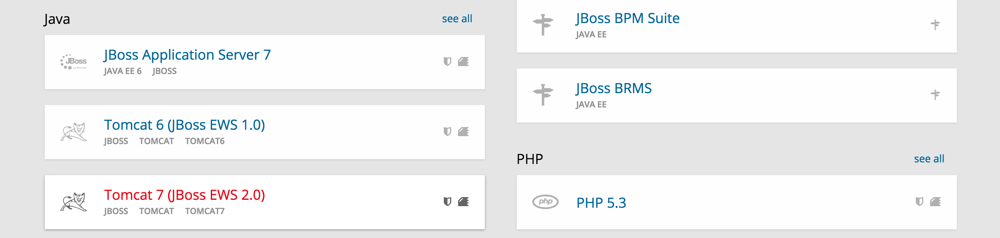 Java
see all
JBoss by Red Hat
JBoss Application Server 7
JAVA EE 6 JBOSS
Tomcat 6 (JBoss EWS 1.0)
JBOSS TOMCAT TOMCAT6
Tomcat 7 (JBoss EWS 2.0)
JBOSS TOMCAT TOMCAT7
JBoss BPM Suite
JAVA EE
JBoss BRMS
JAVA EE
PHP
see all
php
PHP 5.3